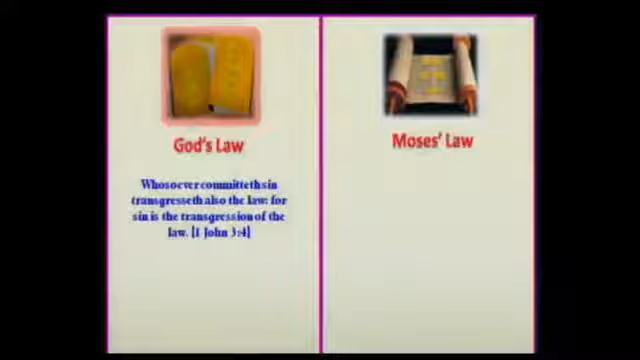 God's Law
Whosoever committeth sin
transgresseth also the law: for
sin is the transgression of the
law. [1 John 3:4]
Moses' Law